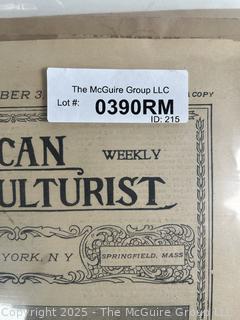 The McGuire Group LLC
Lot #: 0390RM
ID: 215
BER 3,
COPY
CAN WEEKLY
ULTURIST
YORK, N Y
SPRINGFIELD, MASS
Copyright 2025 - The McGuire Group LLC